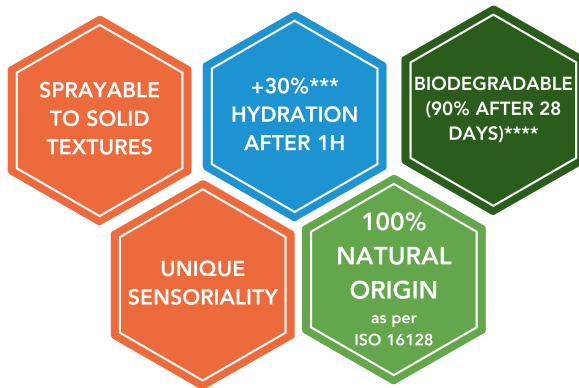 SPRAYABLE
TO SOLID
TEXTURES
+30%***
HYDRATION
AFTER 1H
BIODEGRADABLE
(90% AFTER 28
DAYS)****
UNIQUE
SENSORIALITY
100%
NATURAL
ORIGIN
as per
ISO 16128